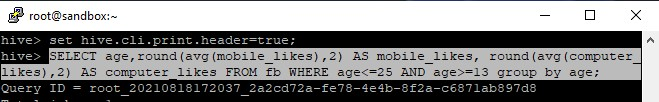 root@sandbox:~
hive> set hive.cli.print.header=true;
hive> SELECT age,round(avg(mobile_likes),2) AS mobile_likes, round(avg(computer_
likes),2) AS computer_likes FROM fb WHERE age<=25 AND age>=13 group by age;
Query ID = root_20210818172037_2a2cd72a-fe78-4e4b-8f2a-c6871ab897d8